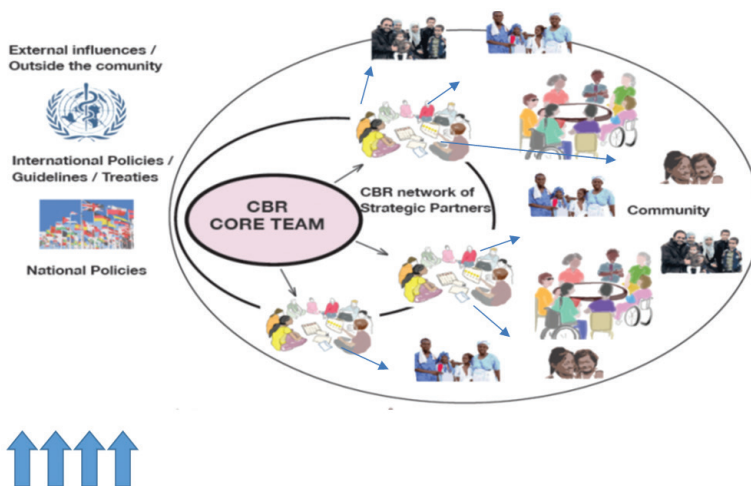 External influences /
Outside the comunity
International Policies /
Guidelines / Treaties
National Policies
CBR
CORE TEAM
CBR network of
Strategic Partners
Community